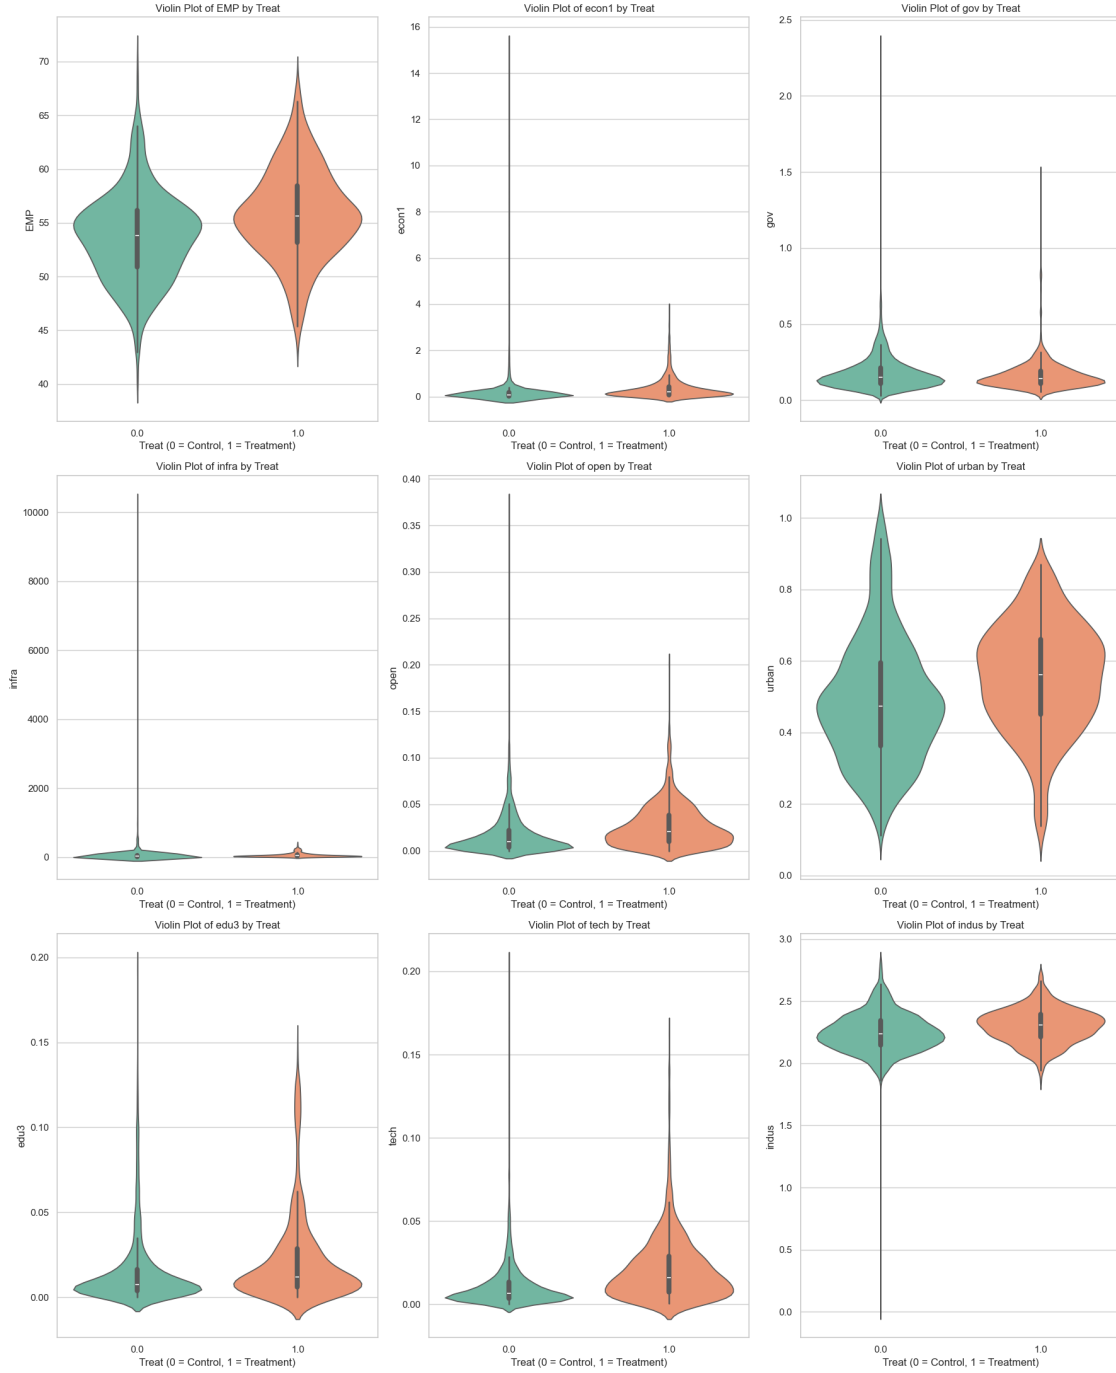 Violin Plot of EMP by Treat
EMP
70
65
60
55
50
45
40
0.0 1.0
Treat (0 = Control, 1 = Treatment)
Violin Plot of econ1 by Treat
econ1
16
14
12
10
8
6
4
2
0
0.0 1.0
Treat (0 = Control, 1 = Treatment)
Violin Plot of gov by Treat
gov
2.5
2.0
1.5
1.0
0.5
0.0
0.0 1.0
Treat (0 = Control, 1 = Treatment)
Violin Plot of infra by Treat
infra
10000
8000
6000
4000
2000
0
0.0 1.0
Treat (0 = Control, 1 = Treatment)
Violin Plot of open by Treat
open
0.40
0.35
0.30
0.25
0.20
0.15
0.10
0.05
0.00
0.0 1.0
Treat (0 = Control, 1 = Treatment)
Violin Plot of urban by Treat
urban
1.0
0.8
0.6
0.4
0.2
0.0
0.0 1.0
Treat (0 = Control, 1 = Treatment)
Violin Plot of edu3 by Treat
edu3
0.20
0.15
0.10
0.05
0.00
0.0 1.0
Treat (0 = Control, 1 = Treatment)
Violin Plot of tech by Treat
tech
0.20
0.15
0.10
0.05
0.00
0.0 1.0
Treat (0 = Control, 1 = Treatment)
Violin Plot of indus by Treat
indus
3.0
2.5
2.0
1.5
1.0
0.5
0.0
0.0 1.0
Treat (0 = Control, 1 = Treatment)